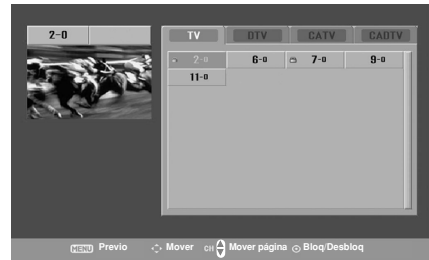 2-0
TV DTV CATV CADTV
2-0 6-0 7-0 9-0
11-0
MENU Previo Mover CH Mover página Bloq/Desbloq